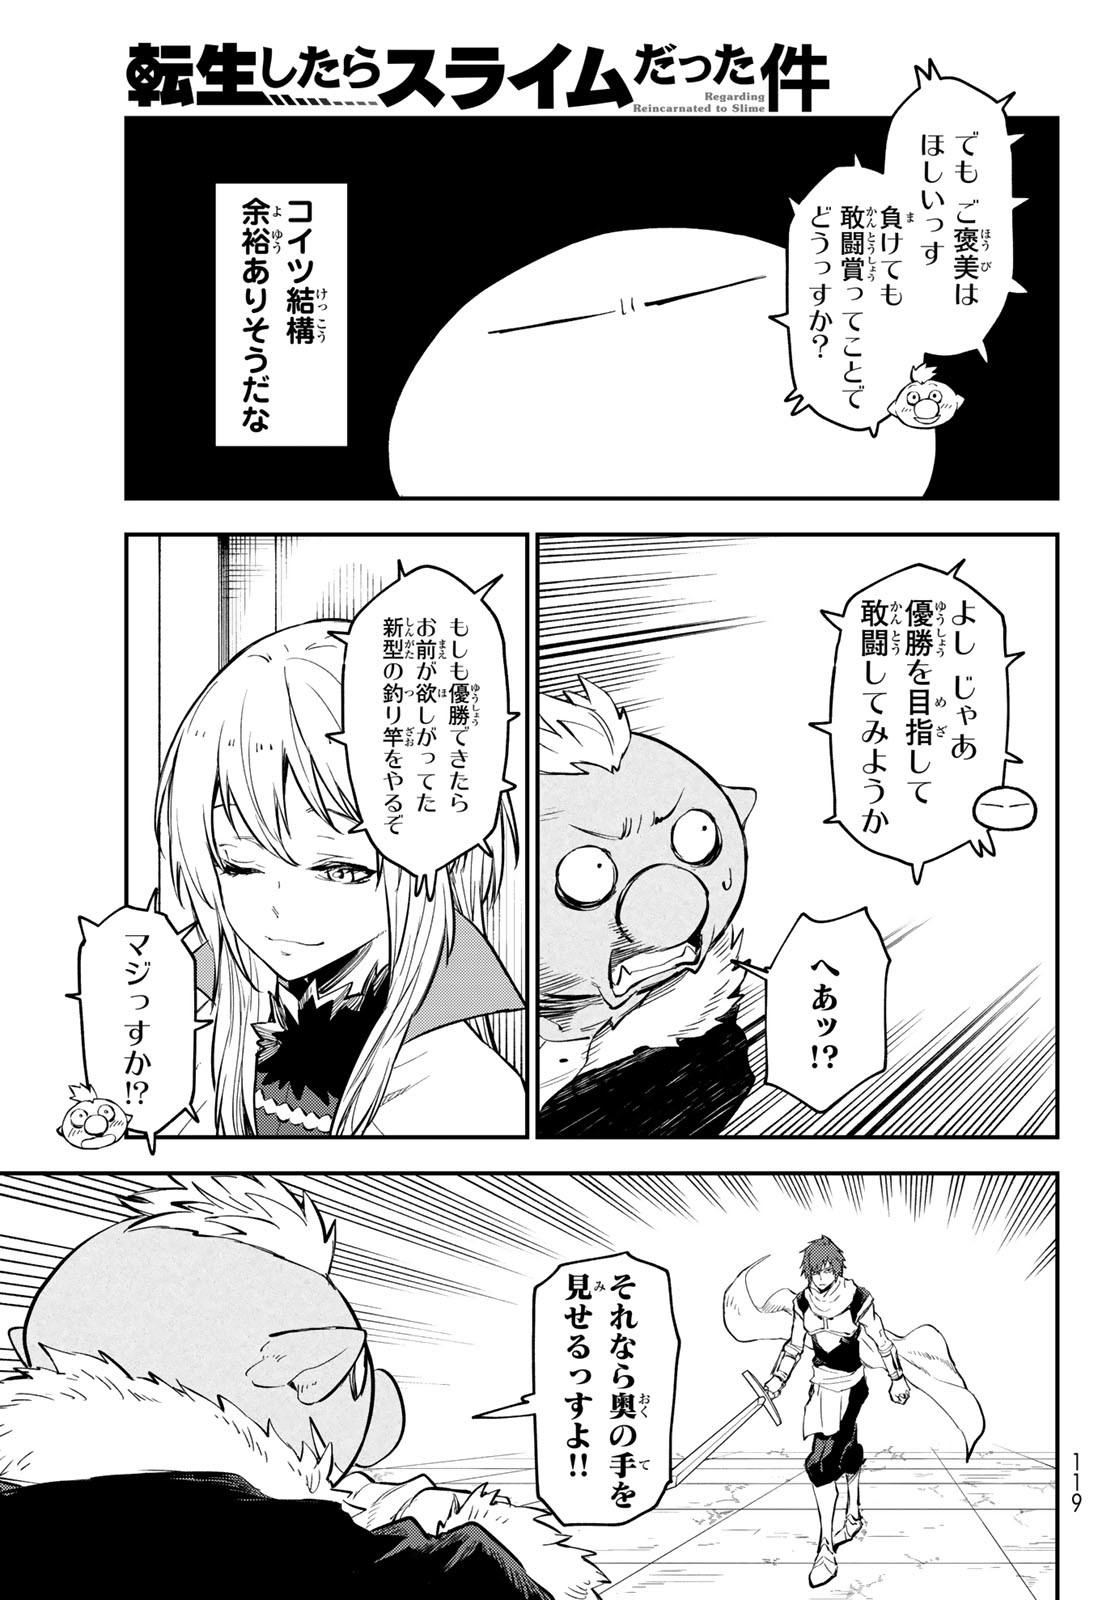 転生したらスライムだった件
Regarding
Reincarnated to Slime
でもご褒美は
ほしいっす
負けても
敢闘賞ってことで
どうっすか?
コイツ結構
余裕ありそうだな
よしじゃあ
優勝を目指して
敢闘してみようか
へあッ!?
もしも優勝できたら
お前が欲しがってた
新型の釣り竿をやるぞ
マジっすか!?
それなら奥の手を
見せるっすよ!!
119